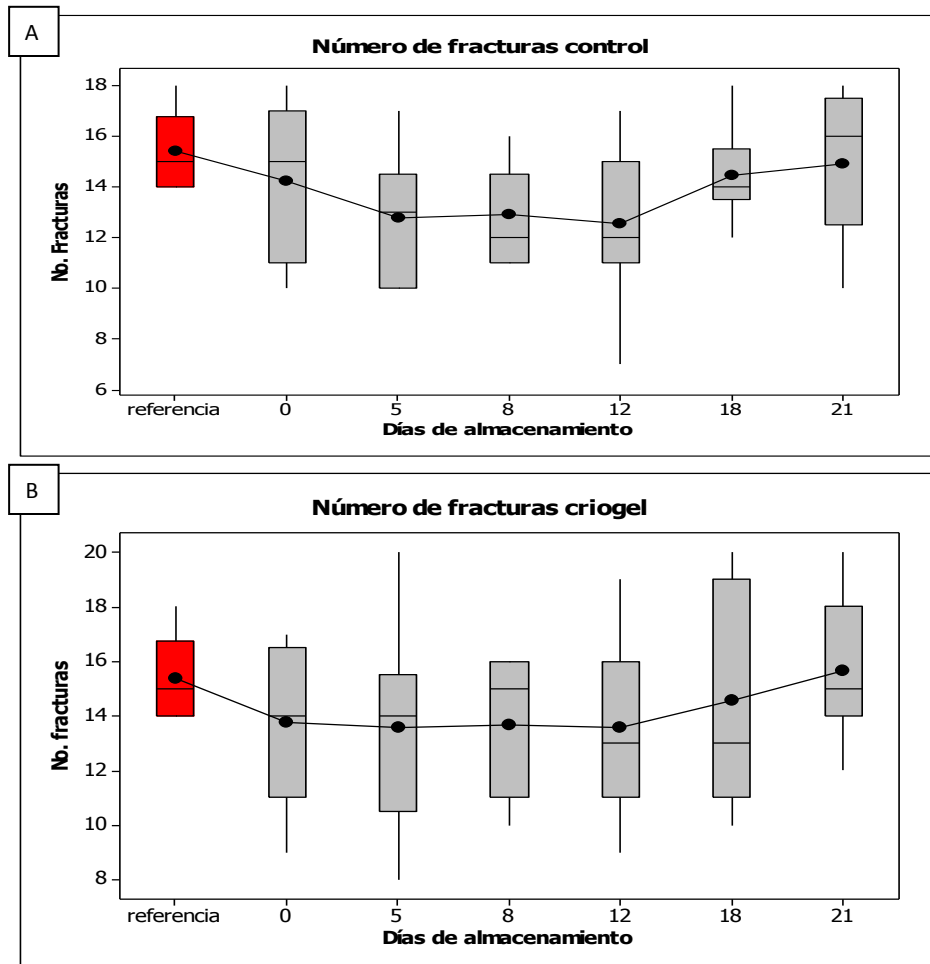 A
Número de fracturas control
18
16
14
12
10
8
6
No. Fracturas
referencia 0 5 8 12 18 21
Días de almacenamiento
B
Número de fracturas criogel
20
18
16
14
12
10
8
No. fracturas
referencia 0 5 8 12 18 21
Días de almacenamiento